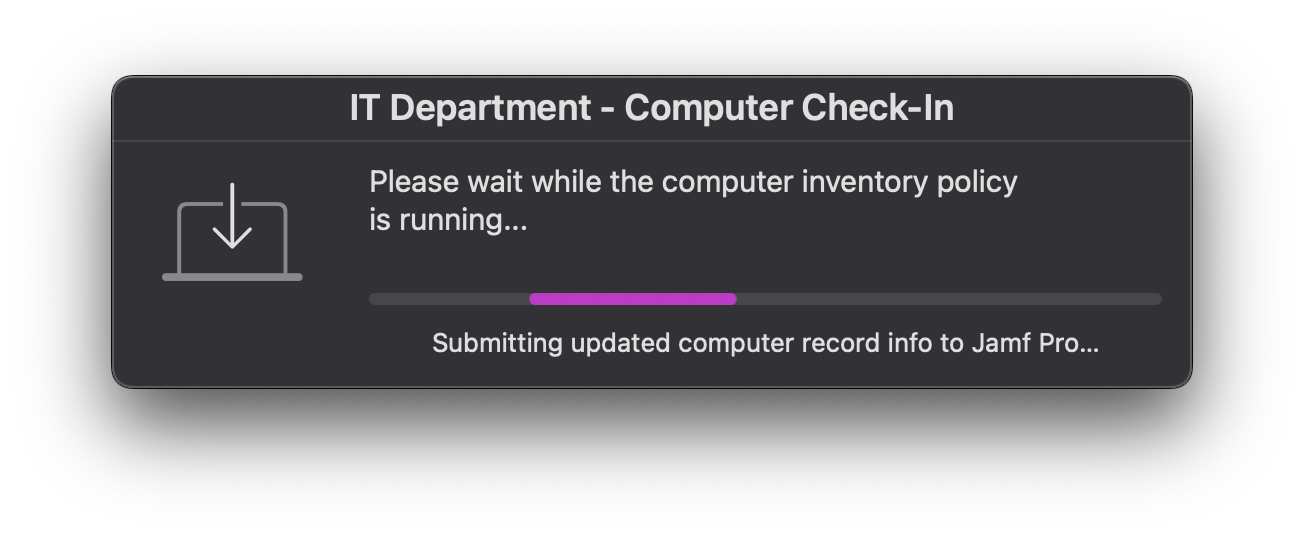 IT Department - Computer Check-In
Please wait while the computer inventory policy
is running...
Submitting updated computer record info to Jamf Pro...